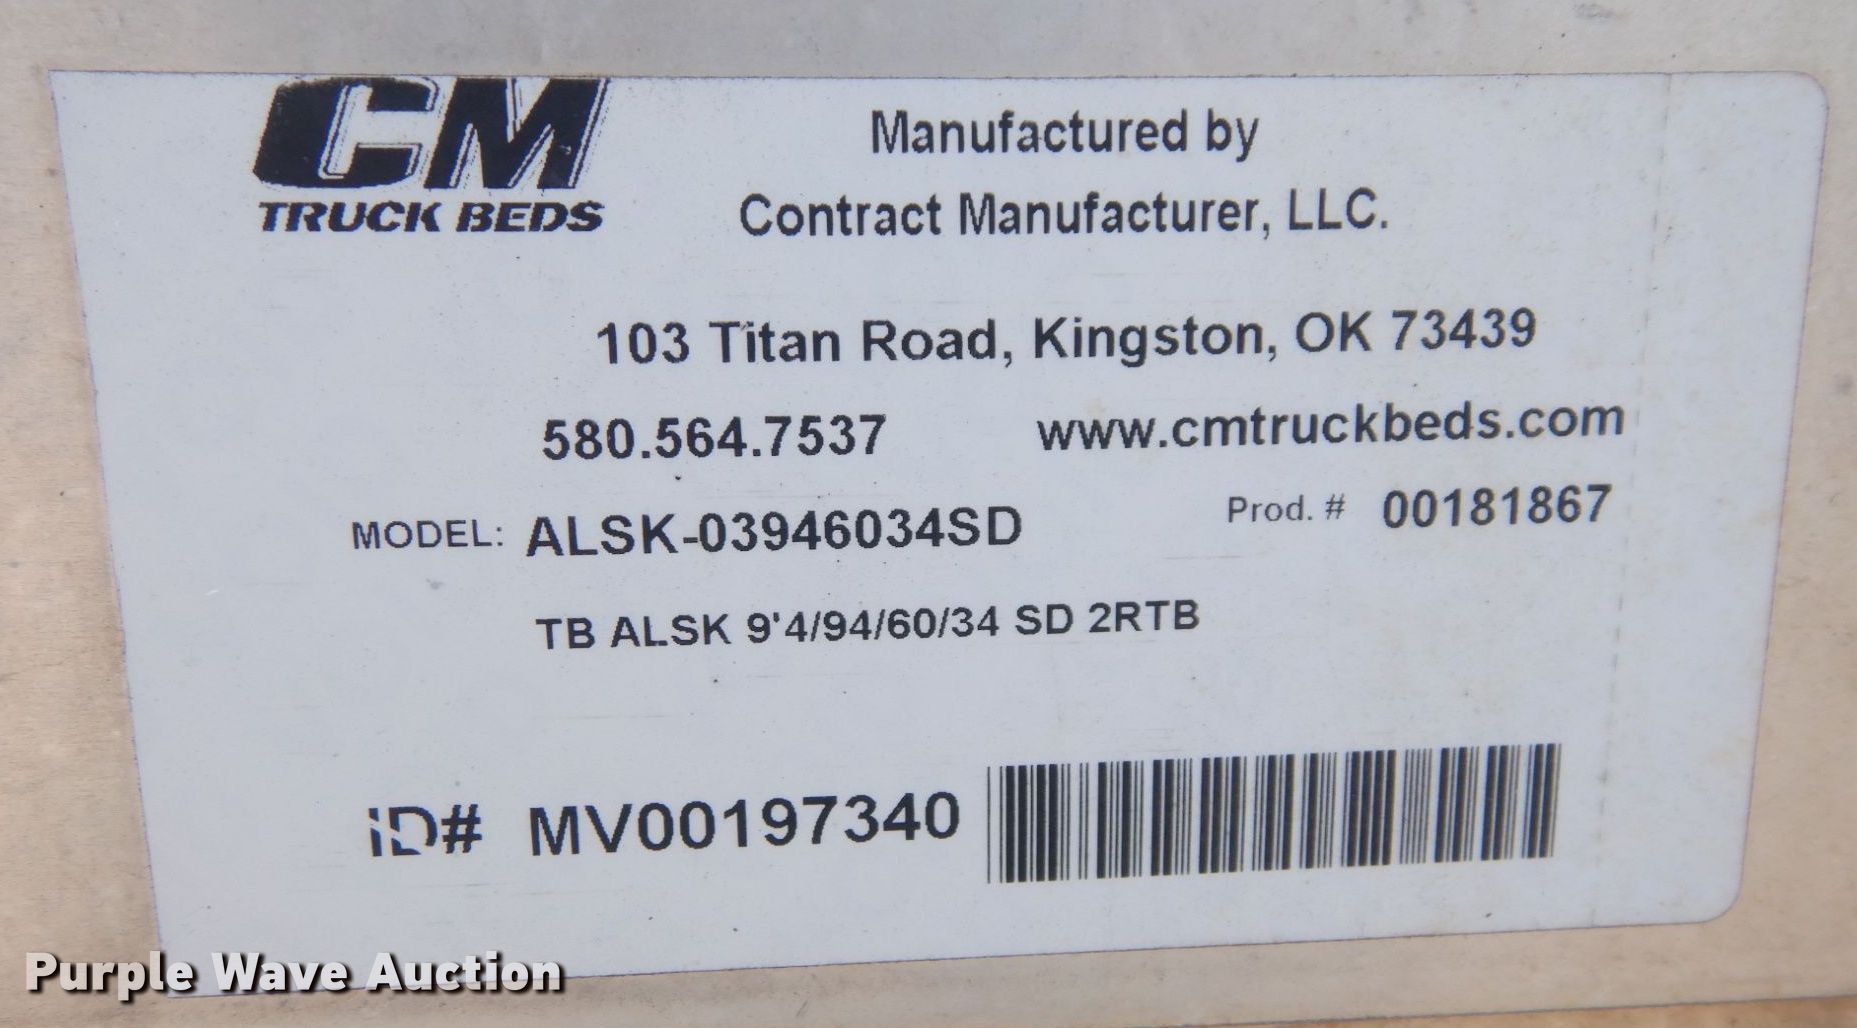 CM
TRUCK BEDS
Manufactured by
Contract Manufacturer, LLC.
103 Titan Road, Kingston, OK 73439
580.564.7537 www.cmtruckbeds.com
MODEL: ALSK-03946034SD Prod. # 00181867
TB ALSK 9'4/94/60/34 SD 2RTB
ID# MV00197340
Purple Wave Auction